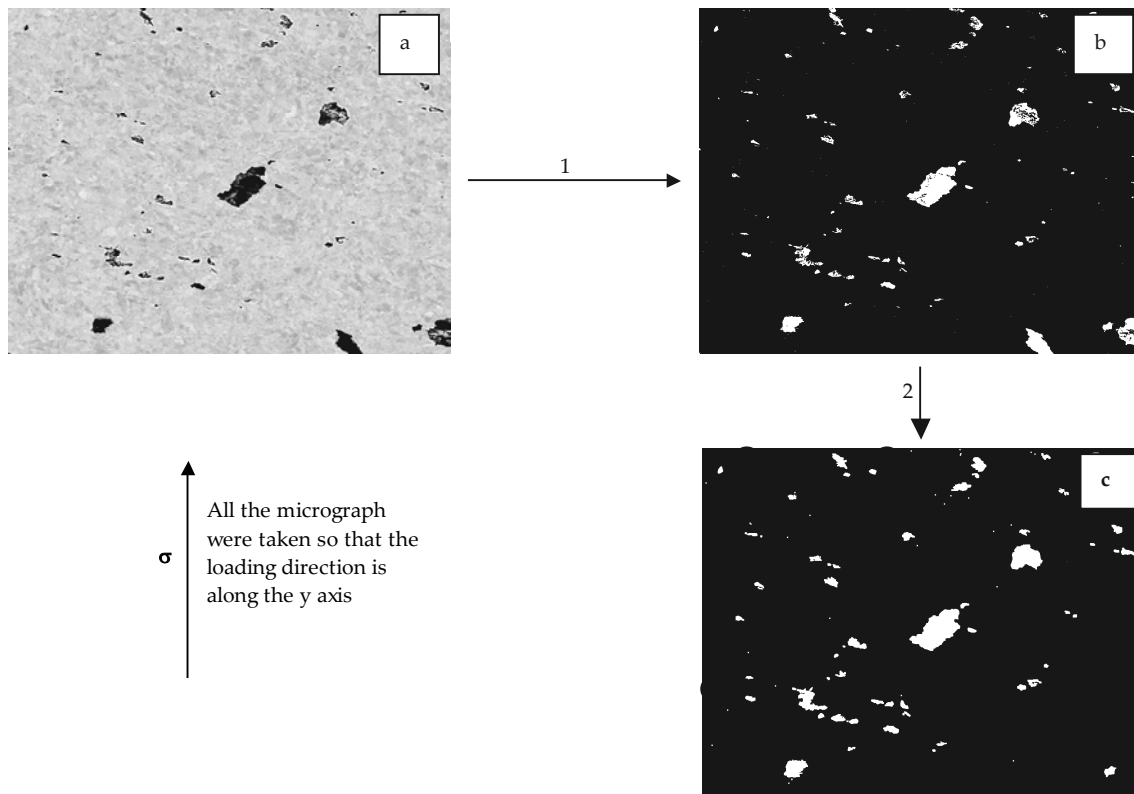 a
b
1
2
c
σ
All the micrograph
were taken so that the
loading direction is
along the y axis